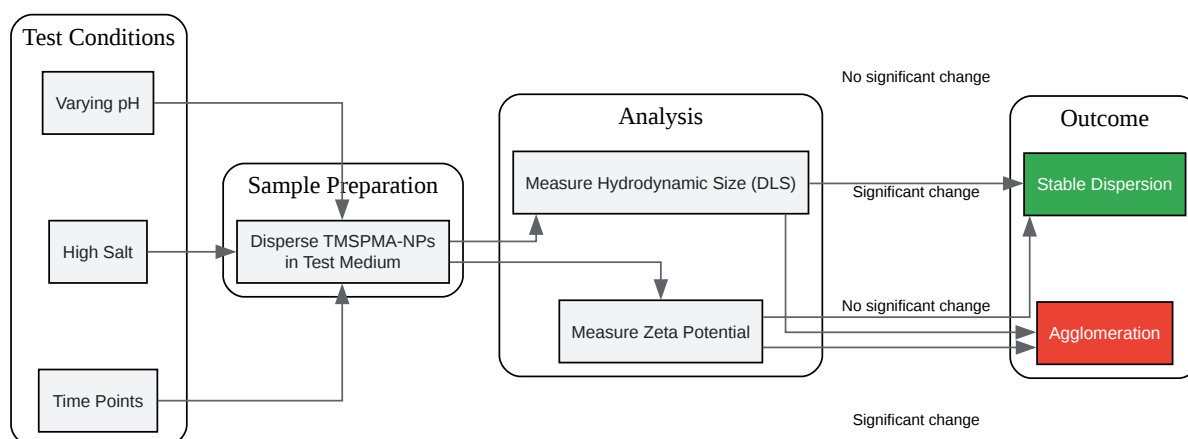 Test Conditions
Varying pH
High Salt
Time Points
Sample Preparation
Disperse TMSPMA-NPs
in Test Medium
Analysis
Measure Hydrodynamic Size (DLS)
Measure Zeta Potential
No significant change
Significant change
No significant change
Significant change
Outcome
Stable Dispersion
Agglomeration